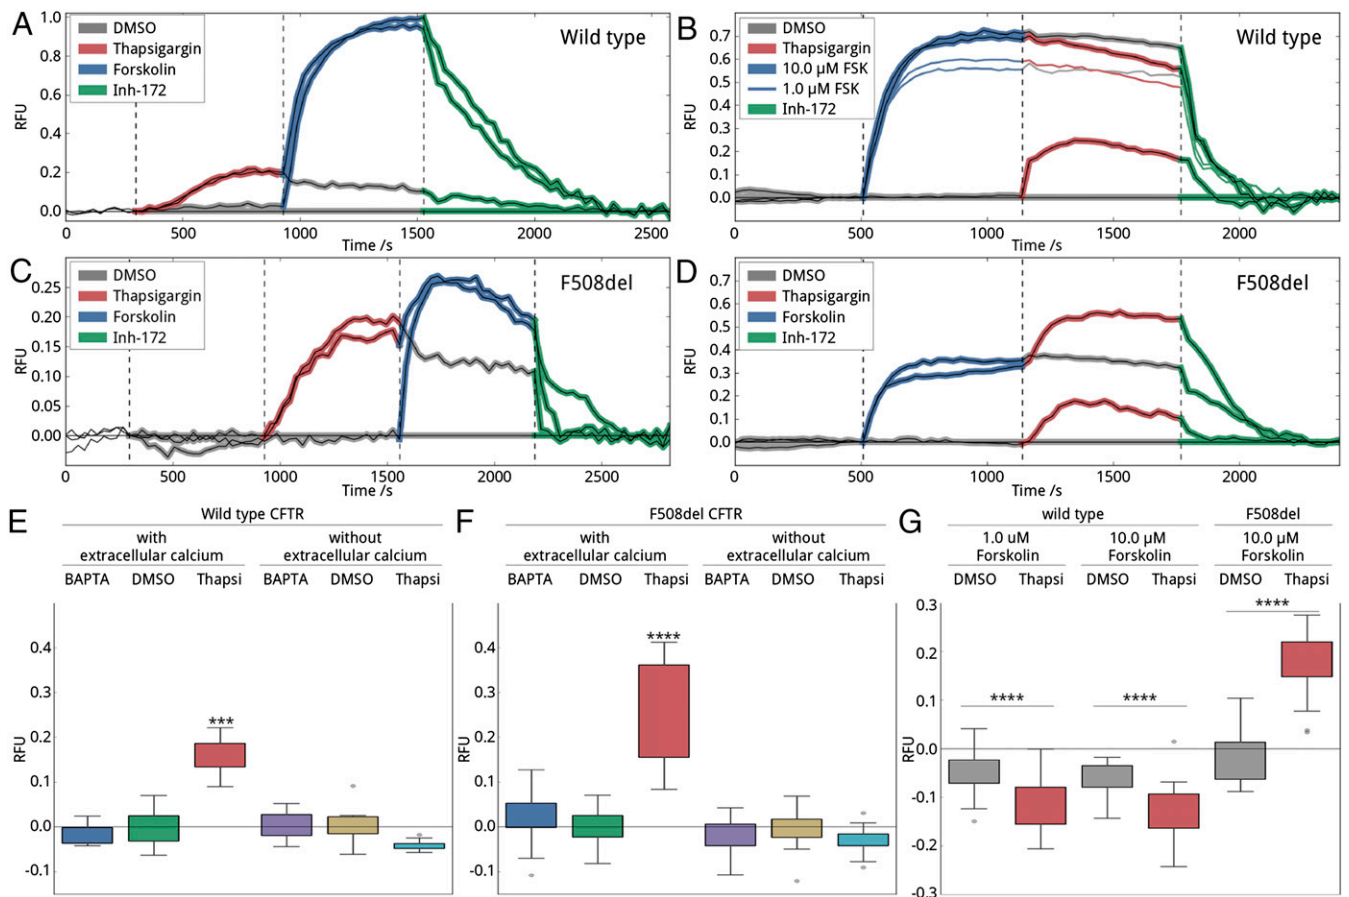 A
DMSO
Thapsigargin
Forskolin
Inh-172
Wild type
RFU
1.0
0.8
0.6
0.4
0.2
0.0
0 500 1000 1500 2000 2500
Time /s
B
DMSO
Thapsigargin
10.0 µM FSK
1.0 µM FSK
Inh-172
Wild type
RFU
0.7
0.6
0.5
0.4
0.3
0.2
0.1
0.0
0 500 1000 1500 2000
Time /s
C
DMSO
Thapsigargin
Forskolin
Inh-172
F508del
RFU
0.25
0.20
0.15
0.10
0.05
0.00
0 500 1000 1500 2000 2500
Time /s
D
DMSO
Thapsigargin
Forskolin
Inh-172
F508del
RFU
0.7
0.6
0.5
0.4
0.3
0.2
0.1
0.0
0 500 1000 1500 2000
Time /s
E
Wild type CFTR
with extracellular calcium
without extracellular calcium
BAPTA DMSO Thapsi BAPTA DMSO Thapsi
RFU
0.4
0.3
0.2
0.1
0.0
-0.1
***
F
F508del CFTR
with extracellular calcium
without extracellular calcium
BAPTA DMSO Thapsi BAPTA DMSO Thapsi
RFU
0.4
0.3
0.2
0.1
0.0
-0.1
****
G
wild type F508del
1.0 uM Forskolin
10.0 µM Forskolin
10.0 µM Forskolin
DMSO Thapsi DMSO Thapsi DMSO Thapsi
RFU
0.3
0.2
0.1
0.0
-0.1
-0.2
-0.3
**** **** ****